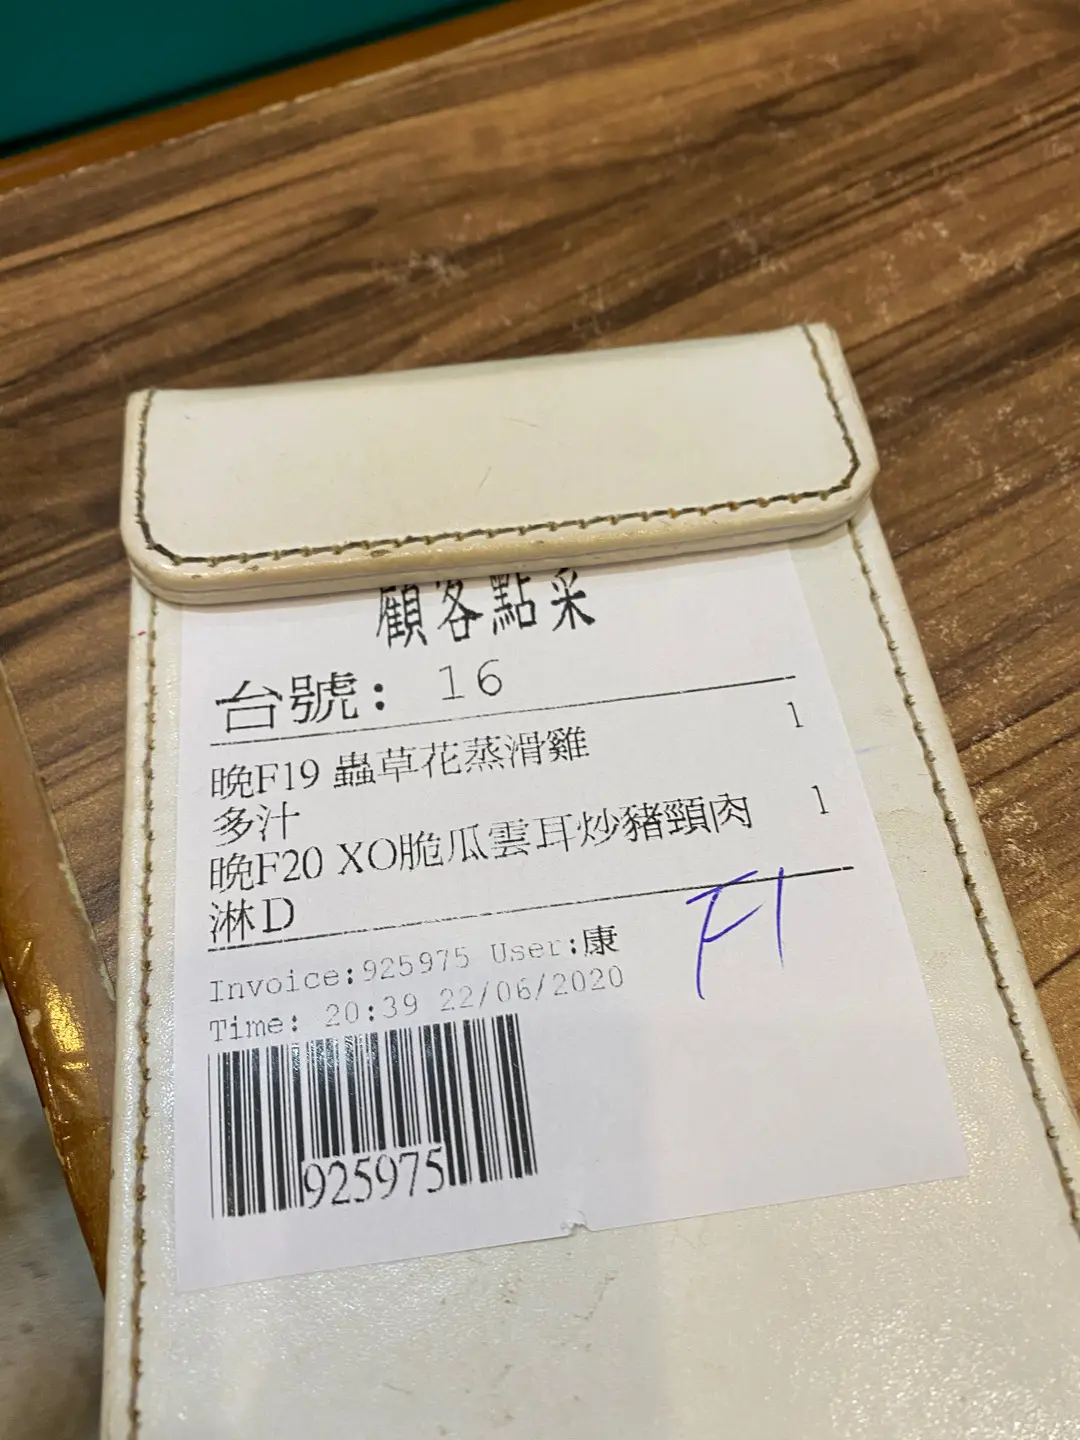 顧客點采
台號: 16
晚F19 蟲草花蒸滑雞 1
多汁
晚F20 XO脆瓜雲耳炒豬頸肉 1
淋D
Invoice:925975 User:康
Time: 20:39 22/06/2020
F1
925975